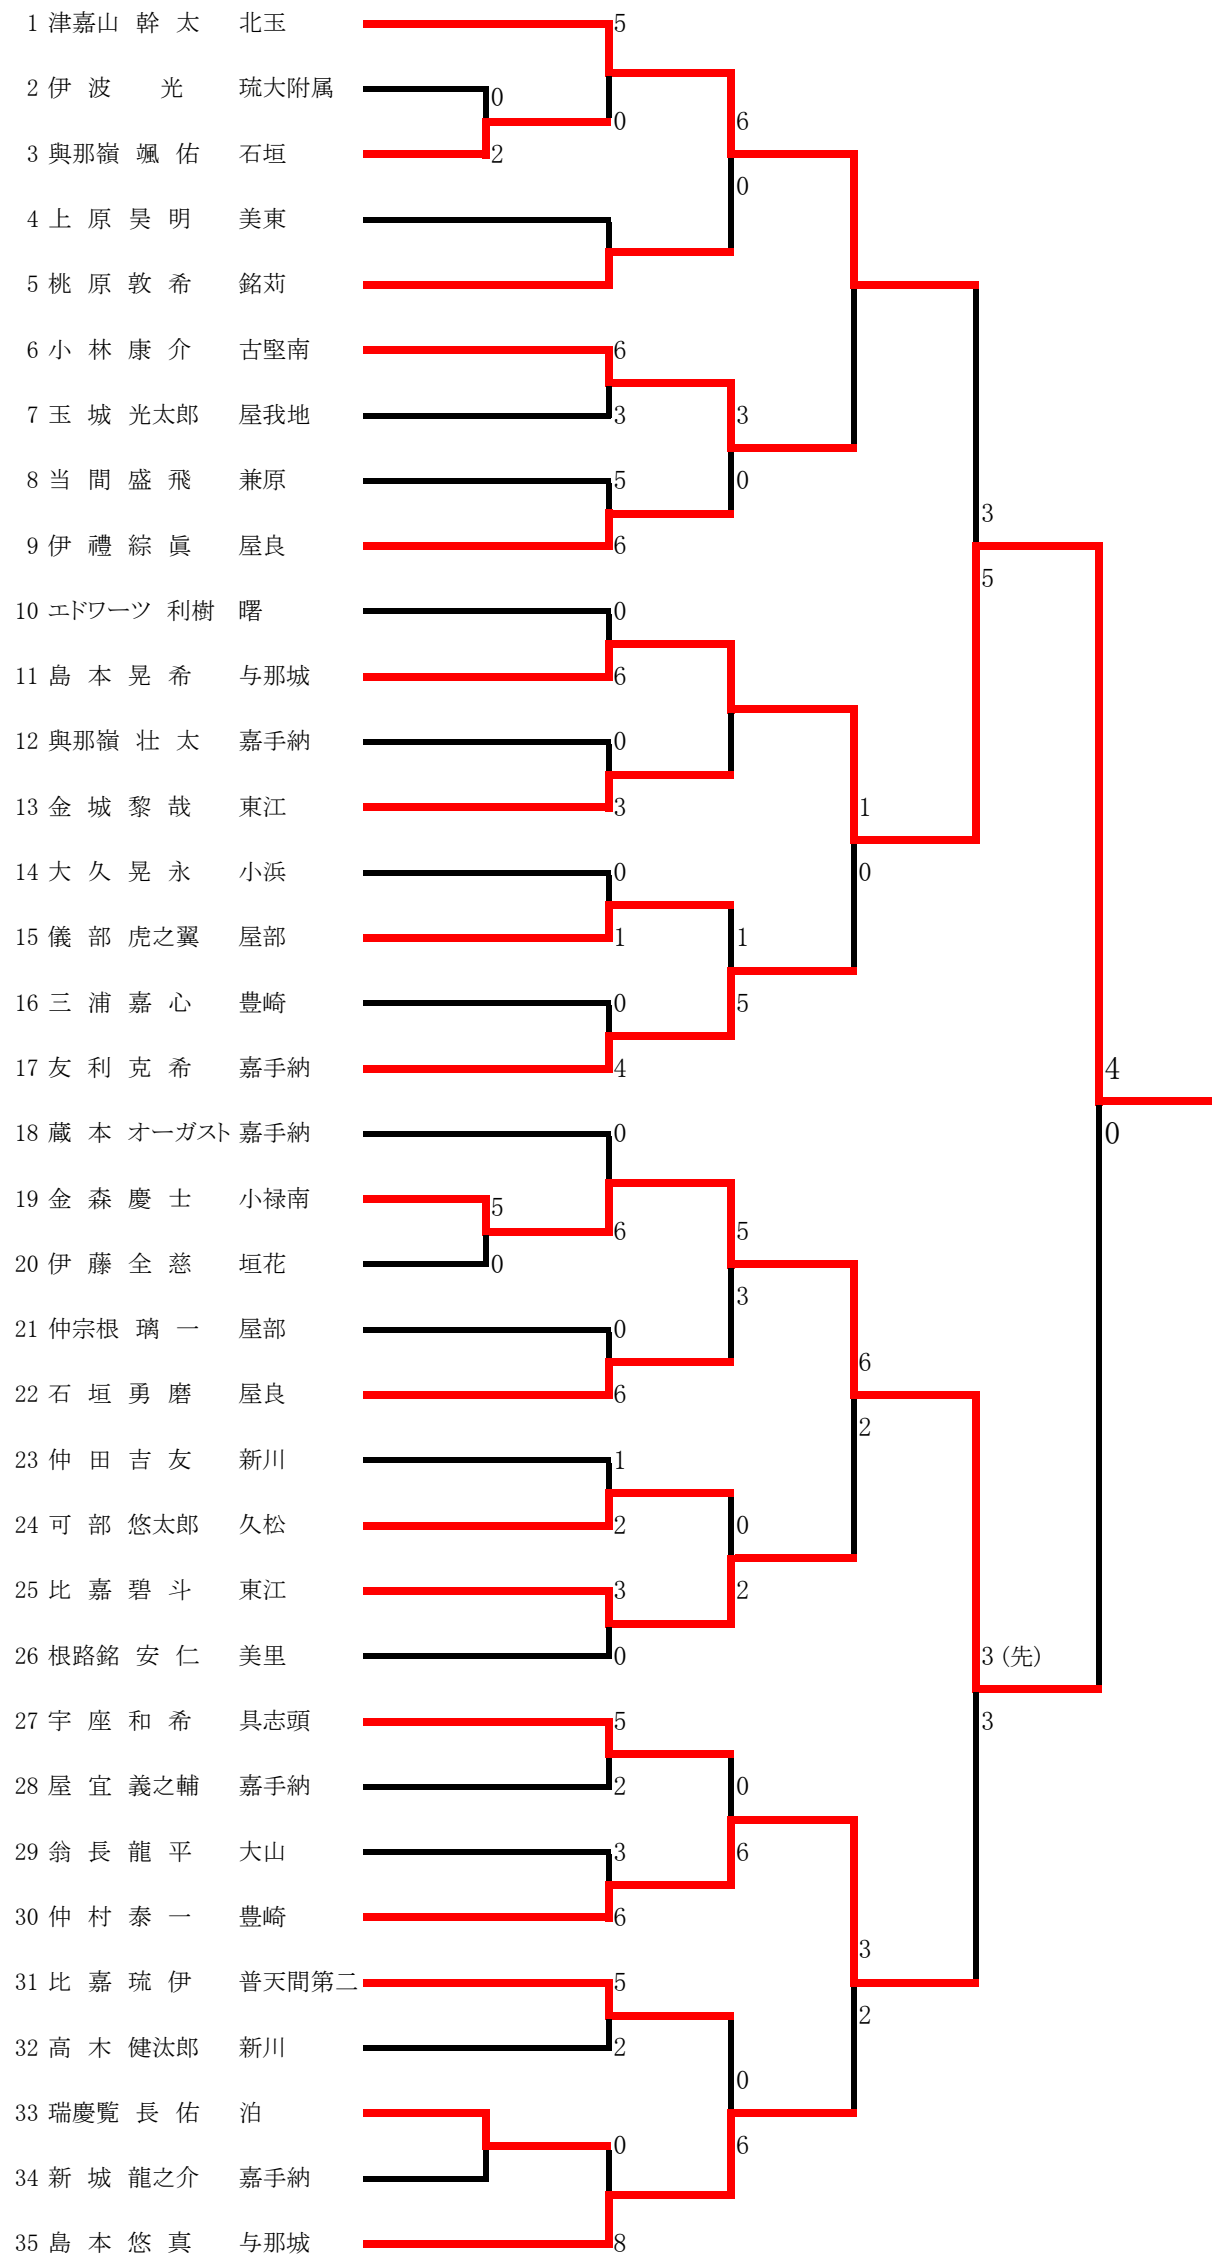 1 津嘉山 幹 太 北玉 5
2 伊 波 光 琉大附属 0
0 6
3 與那嶺 颯 佑 石垣 2
0
4 上 原 昊 明 美東
5 桃 原 敦 希 銘苅
6 小 林 康 介 古堅南 6
7 玉 城 光太郎 屋我地 3 3
8 当 間 盛 飛 兼原 5 0
3
9 伊 禮 綜 眞 屋良 6
5
10 エドワーツ 利樹 曙 0
11 島 本 晃 希 与那城 6
12 與那嶺 壮 太 嘉手納 0
13 金 城 黎 哉 東江 3 1
14 大 久 晃 永 小浜 0 0
15 儀 部 虎之翼 屋部 1 1
16 三 浦 嘉 心 豊崎 0 5
17 友 利 克 希 嘉手納 4 4
18 蔵 本 オーガスト 嘉手納 0 0
19 金 森 慶 士 小禄南 5
6 5
20 伊 藤 全 慈 垣花 0
3
21 仲宗根 璃 一 屋部 0
6
22 石 垣 勇 磨 屋良 6
2
23 仲 田 吉 友 新川 1
24 可 部 悠太郎 久松 2 0
25 比 嘉 碧 斗 東江 3 2
26 根路銘 安 仁 美里 0 3（先）
27 宇 座 和 希 具志頭 5 3
28 屋 宜 義之輔 嘉手納 2 0
29 翁 長 龍 平 大山 3 6
30 仲 村 泰 一 豊崎 6
3
31 比 嘉 琉 伊 普天間第二 5
2
32 高 木 健汰郎 新川 2
0
33 瑞慶覧 長 佑 泊
0 6
34 新 城 龍之介 嘉手納
35 島 本 悠 真 与那城 8